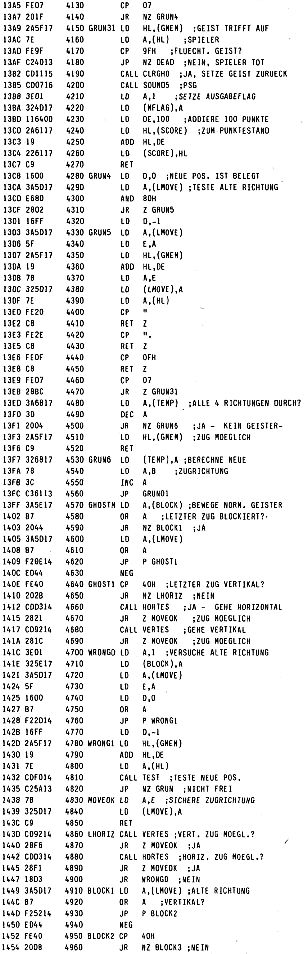 13A5 FE07 4130 CP 07
13A7 201F 4140 JR NZ GRUN4
13A9 2A5F17 4150 GRUN31 LD HL,(GNEW) ;GEIST TRIFFT AUF
13AC 7E 4160 LD A,(HL) ;SPIELER
13AD FE9F 4170 CP 9FH ;FLUECHT. GEIST?
13AF C24D13 4180 JP NZ DEAD ;NEIN, SPIELER TOT
13B2 CD1115 4190 CALL CLRGHO ;JA, SETZE GEIST ZURUECK
13B5 CD0716 4200 CALL SOUND5 ;PSG
13B8 3E01 4210 LD A,1 ;SETZE AUSGABEFLAG
13BA 324D17 4220 LD (NFLAG),A
13BD 116400 4230 LD DE,100 ;ADDIERE 100 PUNKTE
13C0 2A6117 4240 LD HL,(SCORE) ;ZUM PUNKTESTAND
13C3 19 4250 ADD HL,DE
13C4 226117 4260 LD (SCORE),HL
13C7 C9 4270 RET
13C8 1600 4280 GRUN4 LD D,0 ;NEUE POS. IST BELEGT
13CA 3A5D17 4290 LD A,(LMOVE) ;TESTE ALTE RICHTUNG
13CD E680 4300 AND 80H
13CF 2802 4310 JR Z GRUN5
13D1 16FF 4320 LD D,-1
13D3 3A5D17 4330 GRUN5 LD A,(LMOVE)
13D6 5F 4340 LD E,A
13D7 2A5F17 4350 LD HL,(GNEW)
13DA 19 4360 ADD HL,DE
13DB 7B 4370 LD A,E
13DC 325D17 4380 LD (LMOVE),A
13DF 7E 4390 LD A,(HL)
13E0 FE20 4400 CP "
13E2 C8 4410 RET Z
13E3 FE2E 4420 CP ".
13E5 C8 4430 RET Z
13E6 FE0F 4440 CP 0FH
13E8 C8 4450 RET Z
13E9 FE07 4460 CP 07
13EB 28BC 4470 JR Z GRUN31
13ED 3A6817 4480 LD A,(TEMP) ;ALLE 4 RICHTUNGEN DURCH?
13F0 3D 4490 DEC A
13F1 2004 4500 JR NZ GRUN6 ;JA - KEIN GEISTER-
13F3 2A5F17 4510 LD HL,(GNEW) ;ZUG MOEGLICH
13F6 C9 4520 RET
13F7 326817 4530 GRUN6 LD (TEMP),A ;BERECHNE NEUE
13FA 78 4540 LD A,B ;ZUGRICHTUNG
13FB 3C 4550 INC A
13FC C36113 4560 JP GRUND1
13FF 3A5E17 4570 GHOSTN LD A,(BLOCK) ;BEWEGE NORM. GEISTER
1402 B7 4580 OR A ;LETZTER ZUG BLOCKIERT?
1403 2044 4590 JR NZ BLOCK1 ;JA
1405 3A5D17 4600 LD A,(LMOVE)
1408 B7 4610 OR A
1409 F20E14 4620 JP P GHOST1
140C ED44 4630 NEG
140E FE40 4640 GHOST1 CP 40H ;LETZTER ZUG VERTIKAL?
1410 202B 4650 JR NZ LHORIZ ;NEIN
1412 CD0314 4660 CALL HORTES ;JA - GEHE HORIZONTAL
1415 2821 4670 JR Z MOVEOK ;ZUG MOEGLICH
1417 CD9214 4680 CALL VERTES ;GEHE VERTIKAL
141A 281C 4690 JR Z MOVEOK ;ZUG MOEGLICH
141C 3E01 4700 WRONGO LD A,1 ;VERSUCHE ALTE RICHTUNG
141E 325E17 4710 LD (BLOCK),A
1421 3A5D17 4720 LD A,(LMOVE)
1424 5F 4730 LD E,A
1425 1600 4740 LD D,0
1427 B7 4750 OR A
1428 F22D14 4760 JP P WRONG1
142B 16FF 4770 LD D,-1
142D 2A5F17 4780 WRONG1 LD HL,(GNEW)
1430 19 4790 ADD HL,DE
1431 7E 4800 LD A,(HL)
1432 CDFD14 4810 CALL TEST ;TESTE NEUE POS.
1435 C25A13 4820 JP NZ GRUN ;NICHT FREI
1438 7B 4830 MOVEOK LD A,E ;SICHERE ZUGRICHTUNG
1439 325D17 4840 LD (LMOVE),A
143C C9 4850 RET
143D CD9214 4860 LHORIZ CALL VERTES ;VERT. ZUG MOEGL.?
1440 28F6 4870 JR Z MOVEOK ;JA
1442 CD0314 4880 CALL HORTES ;HORIZ. ZUG MOEGL.?
1445 28F1 4890 JR Z MOVEOK ;JA
1447 18D3 4900 JR WRONGO ;NEIN
1449 3A5D17 4910 BLOCK1 LD A,(LMOVE) ;ALTE RICHTUNG
144C B7 4920 OR A ;VERTIKAL?
144D F25214 4930 JP P BLOCK2
1450 ED44 4940 NEG
1452 FE40 4950 BLOCK2 CP 40H
1454 200B 4960 JR NZ BLOCK3 ;NEIN